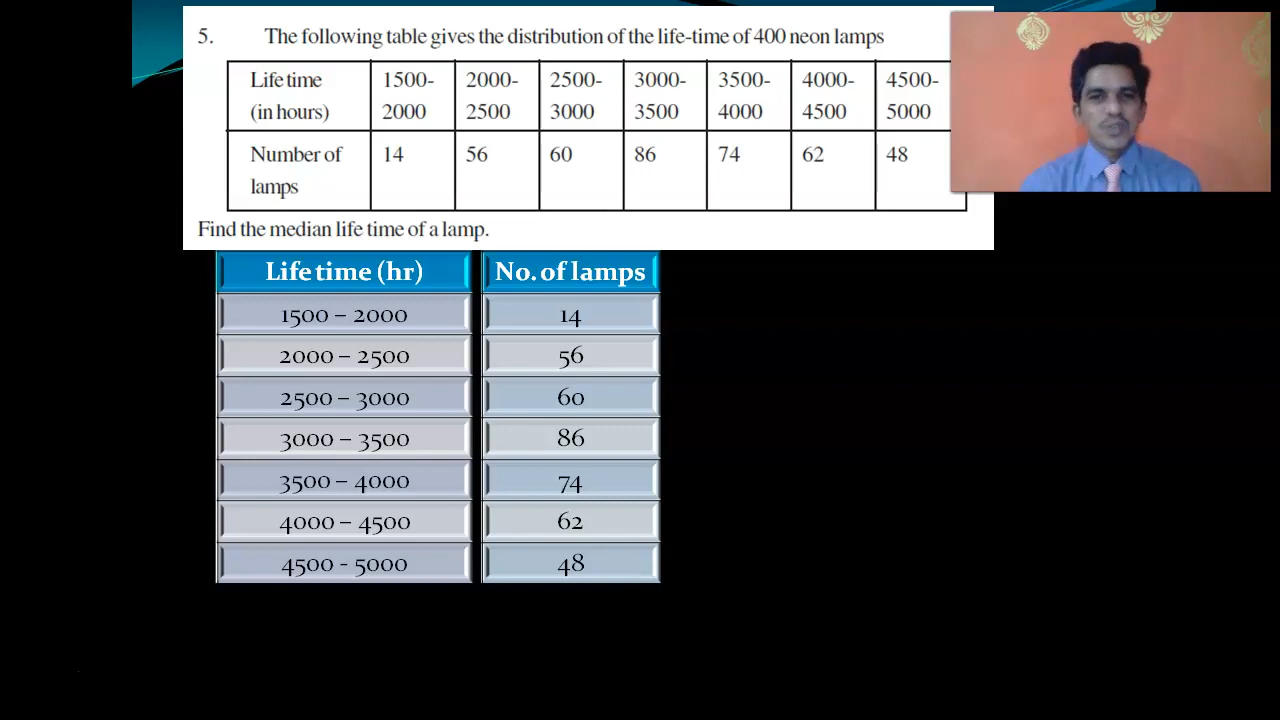 5. The following table gives the distribution of the life-time of 400 neon lamps
Life time 1500- 2000- 2500- 3000- 3500- 4000- 4500-
(in hours) 2000 2500 3000 3500 4000 4500 5000
Number of 14 56 60 86 74 62 48
lamps
Find the median life time of a lamp.
Life time (hr) No. of lamps
1500 – 2000 14
2000 – 2500 56
2500 – 3000 60
3000 – 3500 86
3500 – 4000 74
4000 – 4500 62
4500 - 5000 48